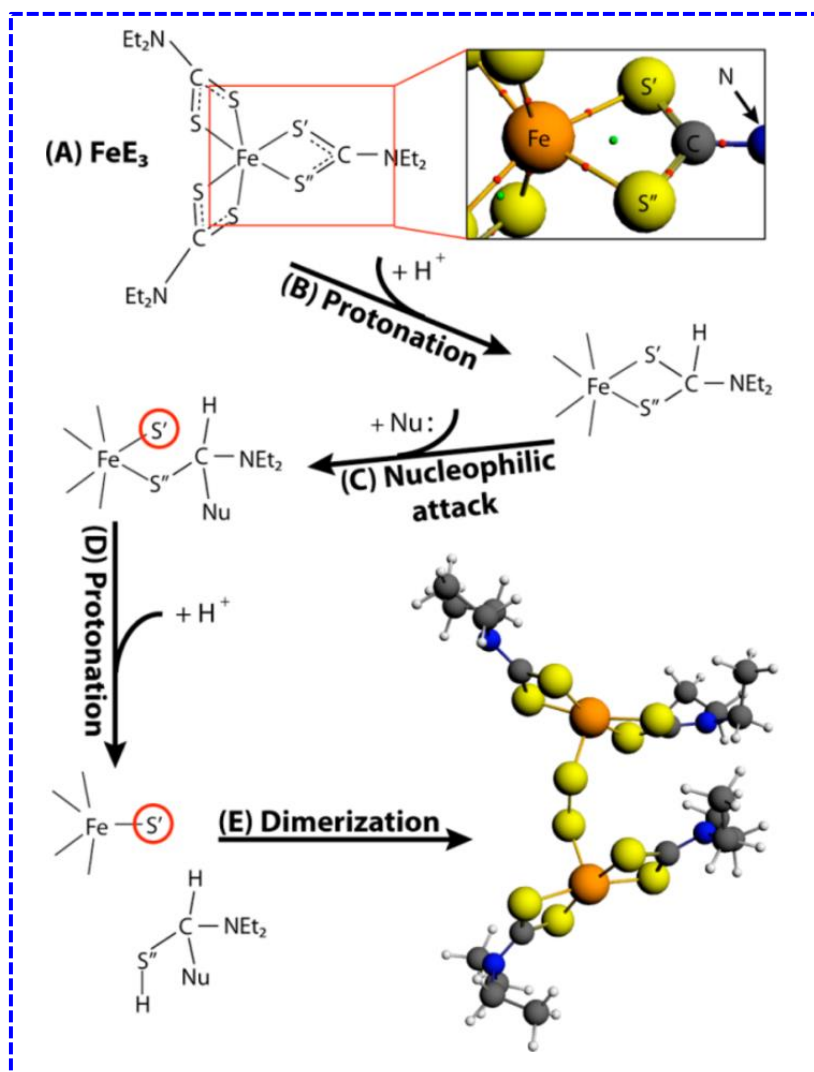 Et₂N
C
S
S
(A) FeE₃
Fe
S'
S"
C
NEt₂
S
S
C
Et₂N
S'
N
Fe
C
S"
+ H⁺
(B) Protonation
H
S'
Fe
C
NEt₂
S"
+ Nu:
(C) Nucleophilic
attack
H
S'
Fe
C
NEt₂
S"
Nu
(D) Protonation
+ H⁺
Fe
S'
(E) Dimerization
H
C
NEt₂
S"
Nu
H